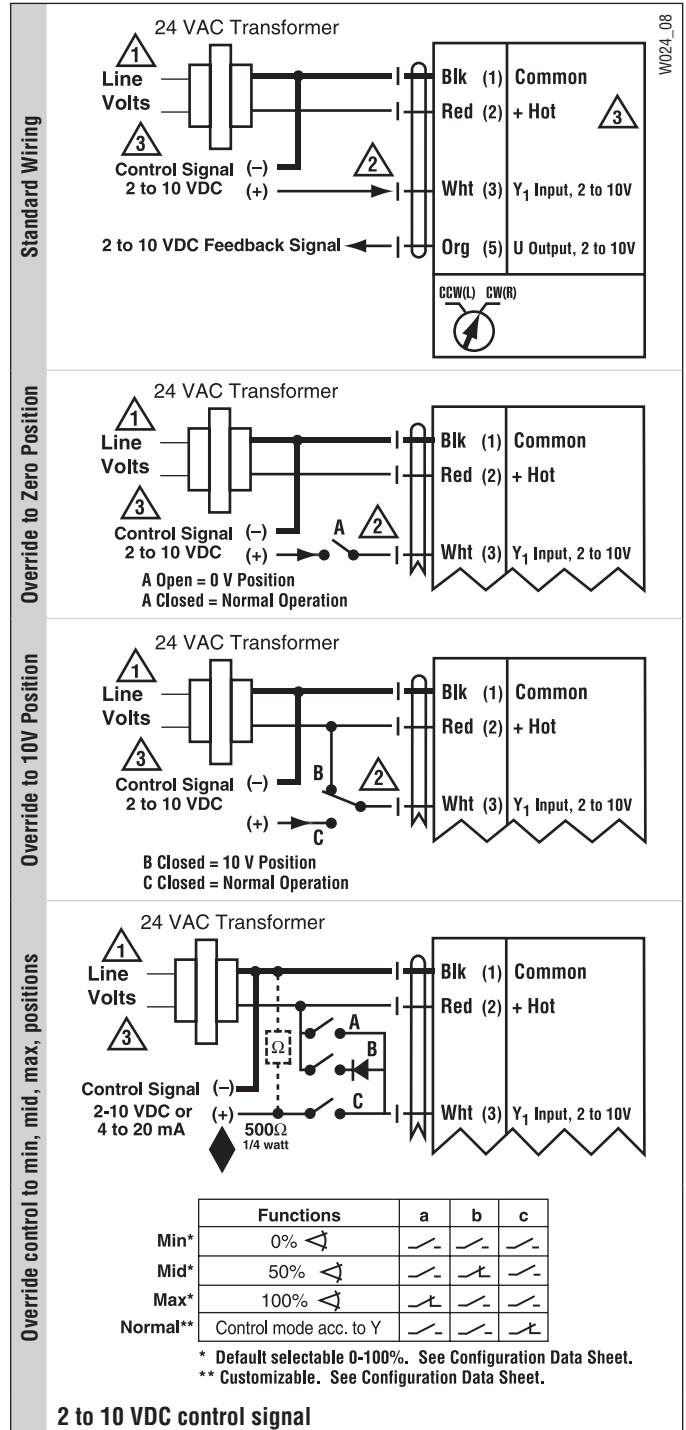 W024_08
Standard Wiring
24 VAC Transformer
1
Line
Volts
3
Control Signal (–)
2 to 10 VDC (+)
2
2 to 10 VDC Feedback Signal
Blk (1) Common
Red (2) + Hot
3
Wht (3) Y1 Input, 2 to 10V
Org (5) U Output, 2 to 10V
CCW(L) CW(R)
Override to Zero Position
24 VAC Transformer
1
Line
Volts
3
Control Signal (–)
2 to 10 VDC (+)
A
2
A Open = 0 V Position
A Closed = Normal Operation
Blk (1) Common
Red (2) + Hot
Wht (3) Y1 Input, 2 to 10V
Override to 10V Position
24 VAC Transformer
1
Line
Volts
3
Control Signal (–)
2 to 10 VDC
(+)
B
2
C
B Closed = 10 V Position
C Closed = Normal Operation
Blk (1) Common
Red (2) + Hot
Wht (3) Y1 Input, 2 to 10V
Override control to min, mid, max, positions
24 VAC Transformer
1
Line
Volts
3
Ω
A
B
C
Control Signal (–)
2-10 VDC or (+)
4 to 20 mA
500Ω
1/4 watt
Blk (1) Common
Red (2) + Hot
Wht (3) Y1 Input, 2 to 10V
Functions a b c
Min* 0%
Mid* 50%
Max* 100%
Normal** Control mode acc. to Y
* Default selectable 0-100%. See Configuration Data Sheet.
** Customizable. See Configuration Data Sheet.
2 to 10 VDC control signal